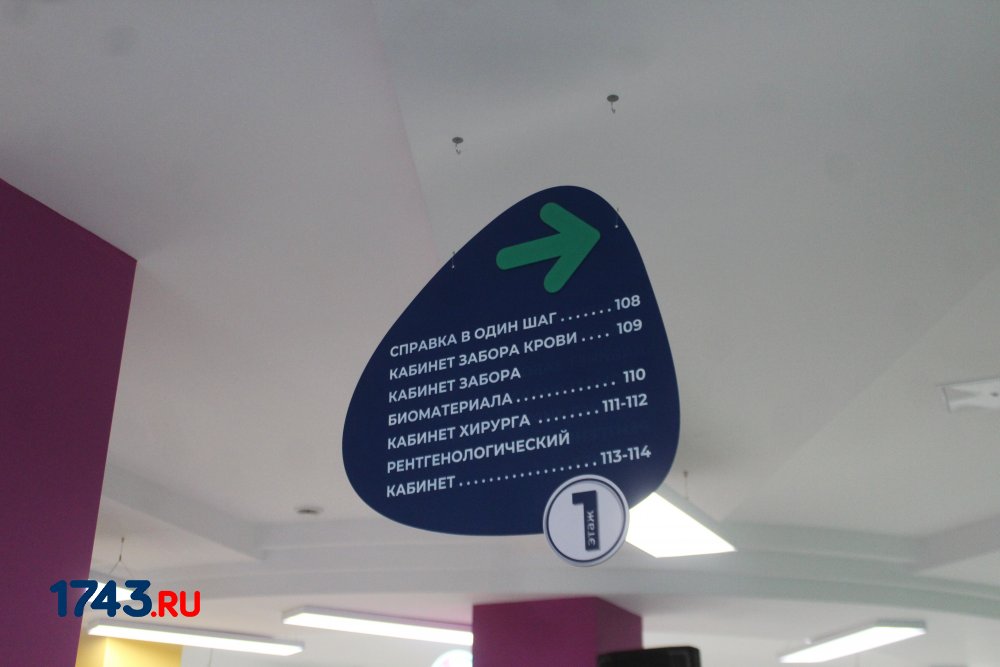 СПРАВКА В ОДИН ШАГ . . . . . . . 108
КАБИНЕТ ЗАБОРА КРОВИ . . . . 109
КАБИНЕТ ЗАБОРА
БИОМАТЕРИАЛА . . . . . . . . . . . . . 110
КАБИНЕТ ХИРУРГА . . . . . . . . 111-112
РЕНТГЕНОЛОГИЧЕСКИЙ
КАБИНЕТ . . . . . . . . . . . . . . . . . . 113-114
1 этаж
1743.RU